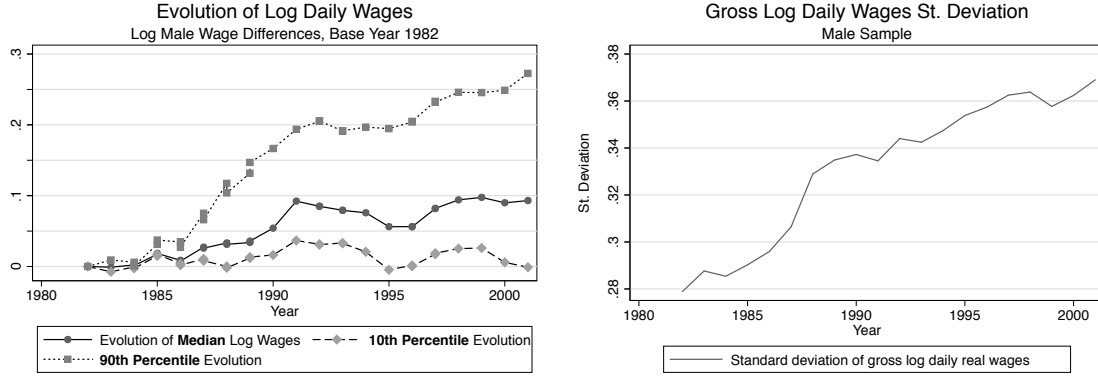 Evolution of Log Daily Wages
Log Male Wage Differences, Base Year 1982
.3
.2
.1
0
1980 1985 1990 1995 2000
Year
Evolution of Median Log Wages 10th Percentile Evolution
90th Percentile Evolution
Gross Log Daily Wages St. Deviation
Male Sample
St. Deviation
.38
.36
.34
.32
.3
.28
1980 1985 1990 1995 2000
Year
Standard deviation of gross log daily real wages